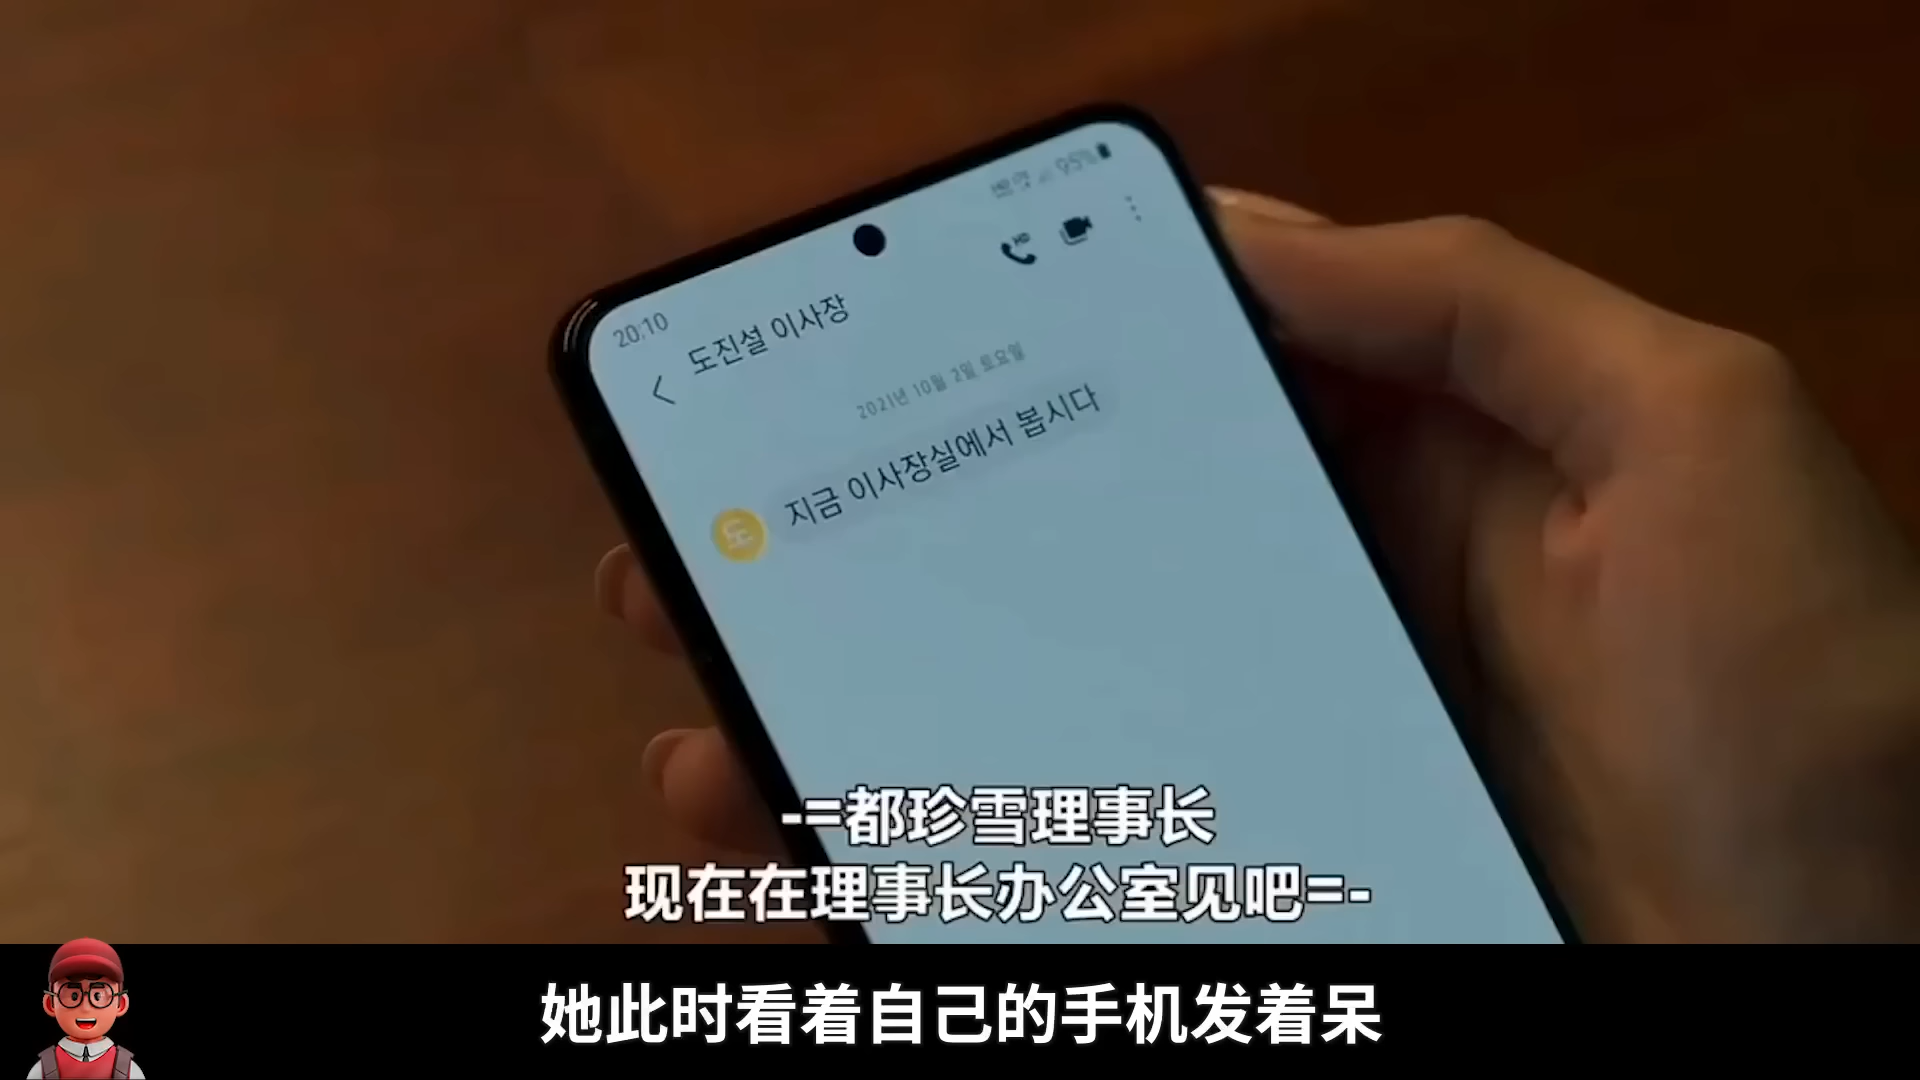 20:10
95%
도진설 이사장
2021년 10월 2일 토요일
지금 이사장실에서 봅시다
도
-=都珍雪理事长
现在在理事长办公室见吧=-
她此时看着自己的手机发着呆